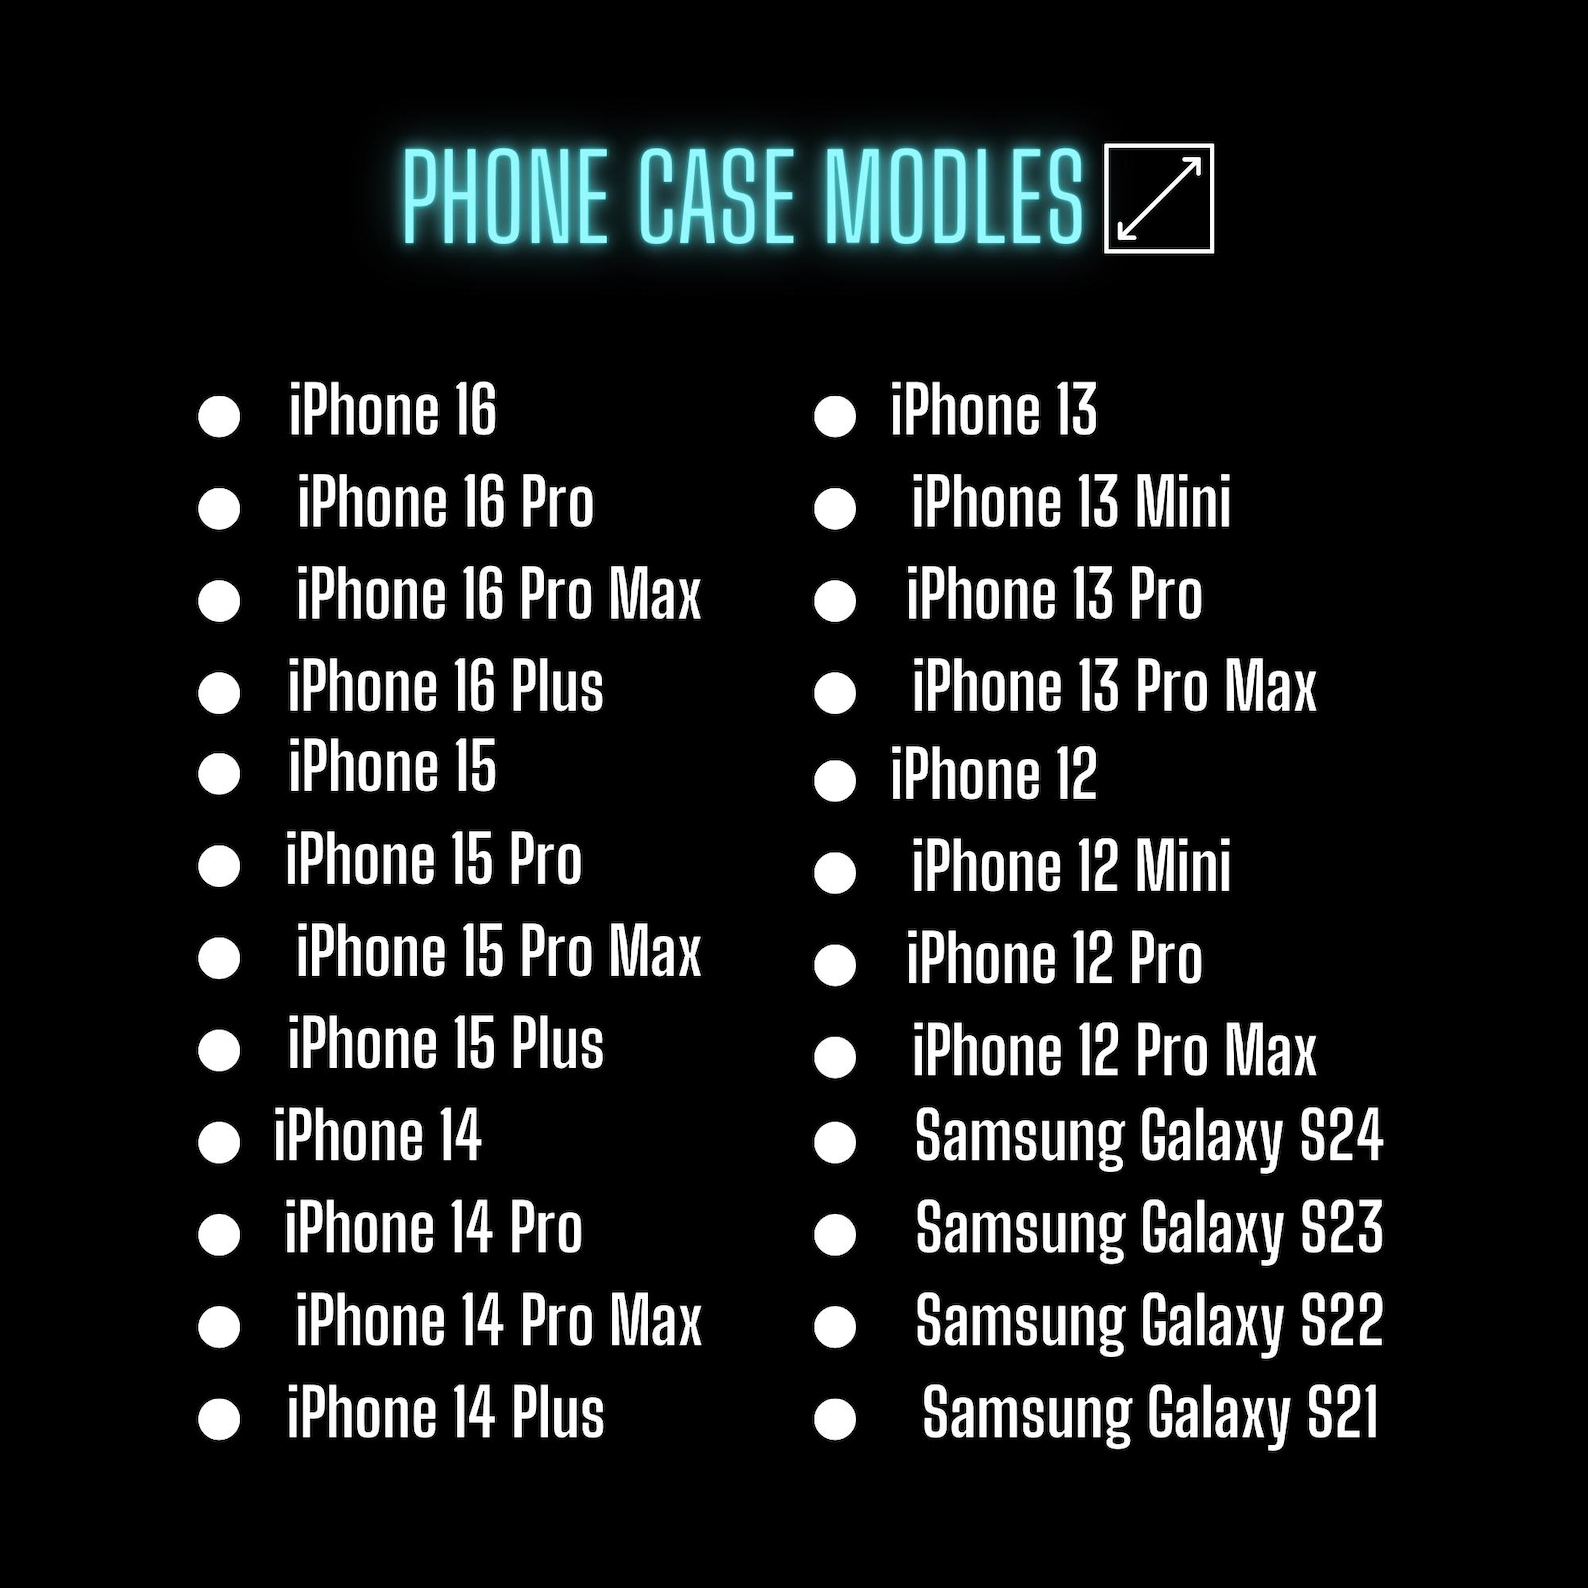 PHONE CASE MODLES
iPhone 16
iPhone 16 Pro
iPhone 16 Pro Max
iPhone 16 Plus
iPhone 15
iPhone 15 Pro
iPhone 15 Pro Max
iPhone 15 Plus
iPhone 14
iPhone 14 Pro
iPhone 14 Pro Max
iPhone 14 Plus
iPhone 13
iPhone 13 Mini
iPhone 13 Pro
iPhone 13 Pro Max
iPhone 12
iPhone 12 Mini
iPhone 12 Pro
iPhone 12 Pro Max
Samsung Galaxy S24
Samsung Galaxy S23
Samsung Galaxy S22
Samsung Galaxy S21